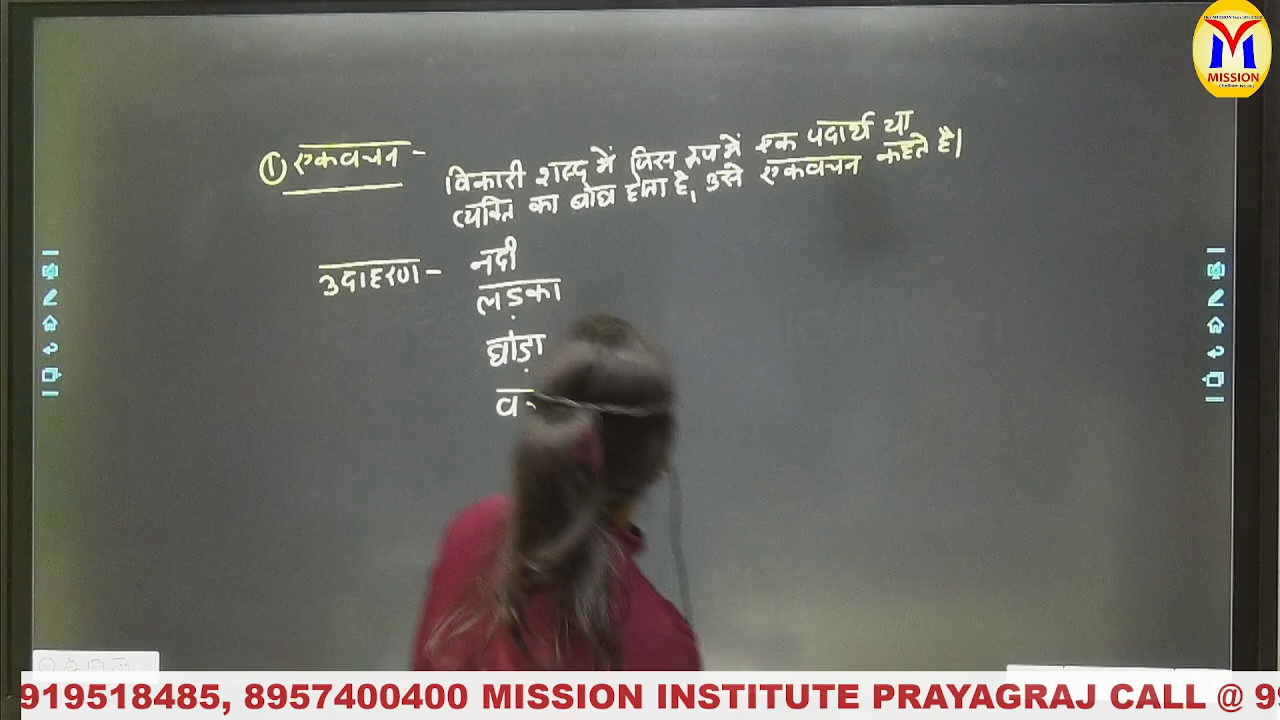 ① एकवचन -
विकारी शब्द में जिस रूप में एक पदार्थ या
व्यक्ति का बोध होता है, उसे एकवचन कहते है।
उदाहरण - नदी
लड़का
घोड़ा
व
MISSION
919518485, 8957400400 MISSION INSTITUTE PRAYAGRAJ CALL @ 99